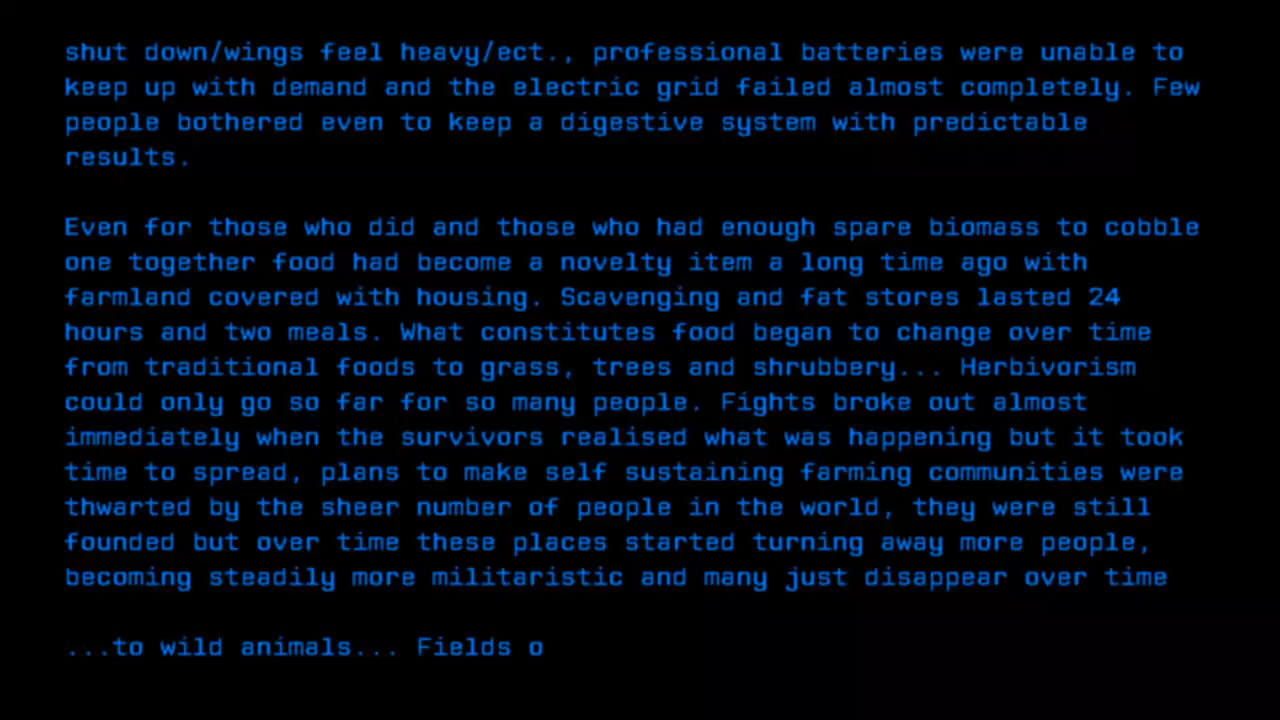 shut down/wings feel heavy/ect., professional batteries were unable to
keep up with demand and the electric grid failed almost completely. Few
people bothered even to keep a digestive system with predictable
results.
Even for those who did and those who had enough spare biomass to cobble
one together food had become a novelty item a long time ago with
farmland covered with housing. Scavenging and fat stores lasted 24
hours and two meals. What constitutes food began to change over time
from traditional foods to grass, trees and shrubbery... Herbivorism
could only go so far for so many people. Fights broke out almost
immediately when the survivors realised what was happening but it took
time to spread, plans to make self sustaining farming communities were
thwarted by the sheer number of people in the world, they were still
founded but over time these places started turning away more people,
becoming steadily more militaristic and many just disappear over time
...to wild animals... Fields o